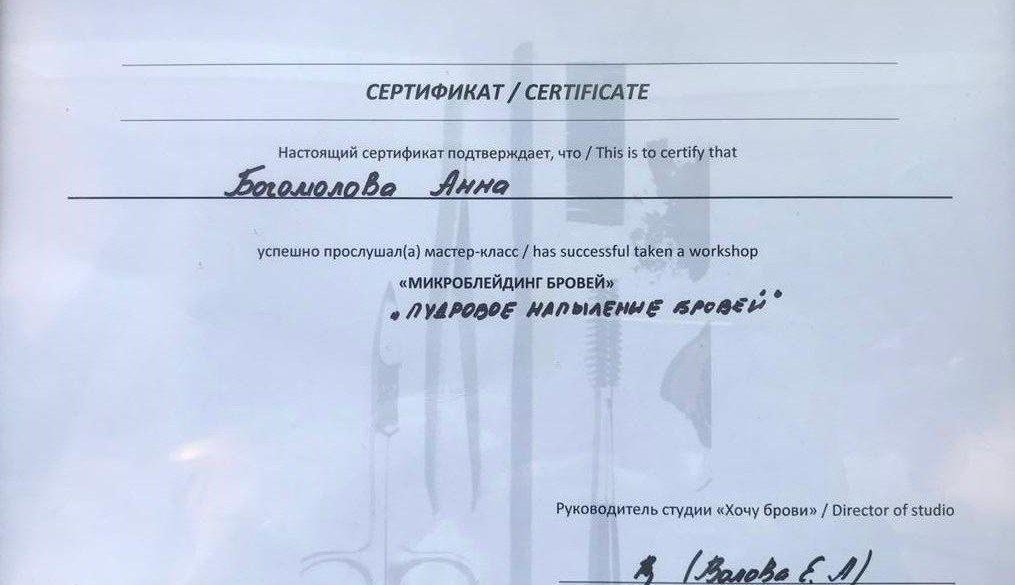 СЕРТИФИКАТ / CERTIFICATE
Настоящий сертификат подтверждает, что / This is to certify that
Богомолова Анна
успешно прослушал(а) мастер-класс / has successful taken a workshop
«МИКРОБЛЕЙДИНГ БРОВЕЙ»
"ПУДРОВОЕ НАПЫЛЕНИЕ БРОВЕЙ"
Руководитель студии «Хочу брови» / Director of studio
(Валова Е. Л)